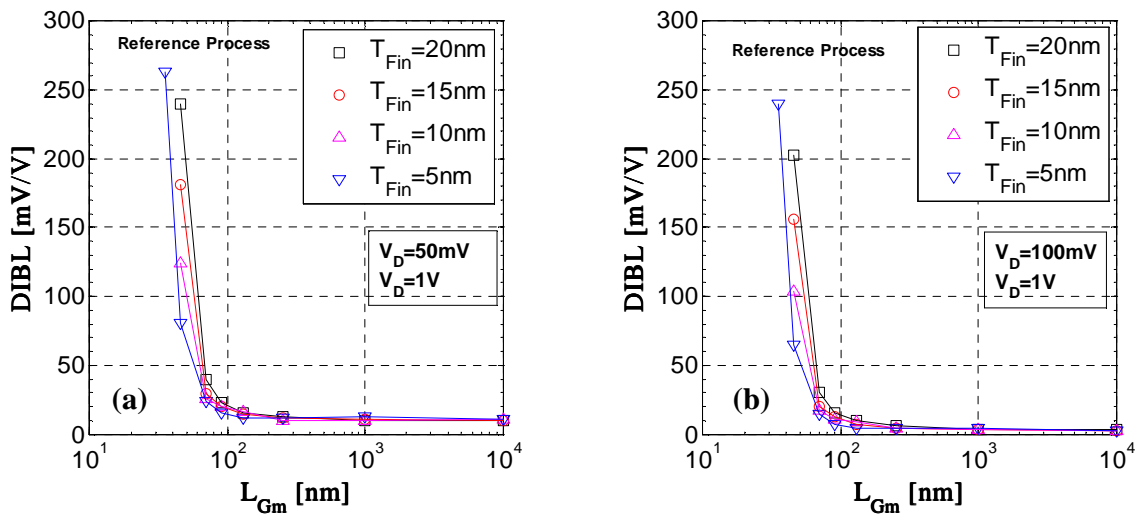 300
250
200
150
100
50
0
DIBL [mV/V]
Reference Process
T_Fin=20nm
T_Fin=15nm
T_Fin=10nm
T_Fin=5nm
V_D=50mV
V_D=1V
(a)
10^1
10^2
10^3
10^4
L_Gm [nm]
300
250
200
150
100
50
0
DIBL [mV/V]
Reference Process
T_Fin=20nm
T_Fin=15nm
T_Fin=10nm
T_Fin=5nm
V_D=100mV
V_D=1V
(b)
10^1
10^2
10^3
10^4
L_Gm [nm]